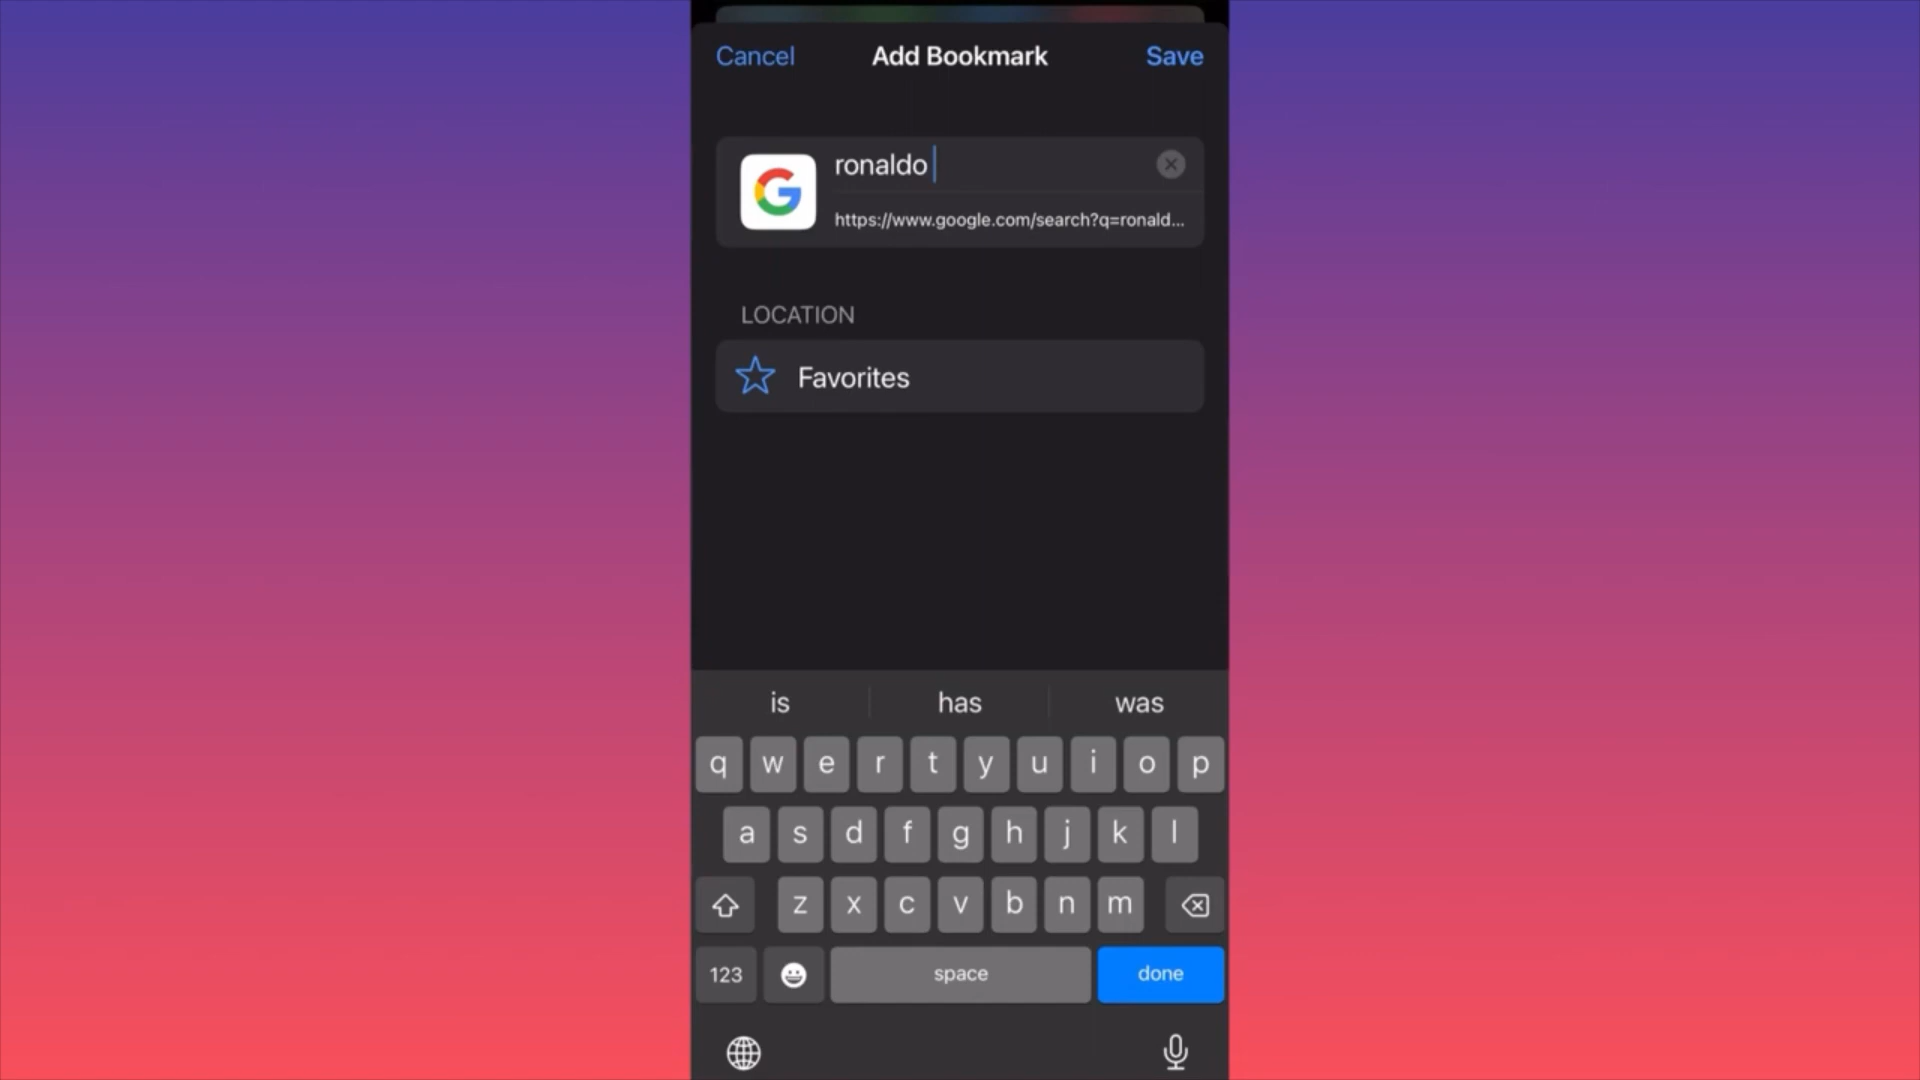 Cancel Add Bookmark Save
ronaldo
https://www.google.com/search?q=ronald...
LOCATION
Favorites
is has was
q w e r t y u i o p
a s d f g h j k l
z x c v b n m
123 space done